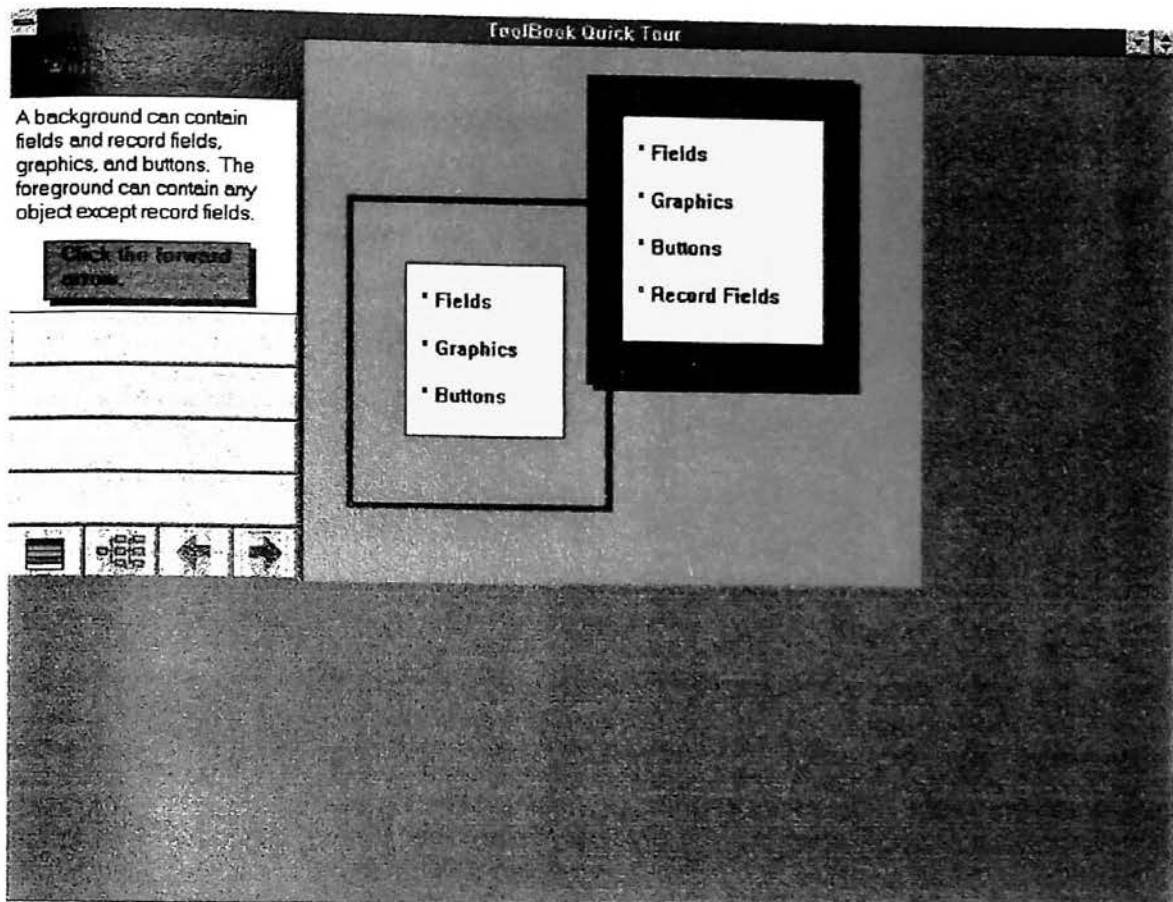 ToolBook Quick Tour
A background can contain
fields and record fields,
graphics, and buttons. The
foreground can contain any
object except record fields.
Click the forward
arrow.
▪ Fields
▪ Graphics
▪ Buttons
▪ Fields
▪ Graphics
▪ Buttons
▪ Record Fields